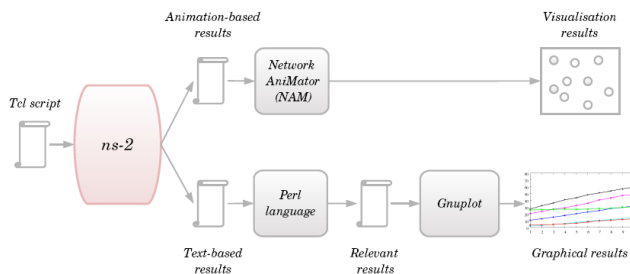 Animation-based
results
Visualisation
results
Network
AniMator
(NAM)
Tcl script
ns-2
Perl
language
Gnuplot
Text-based
results
Relevant
results
Graphical results